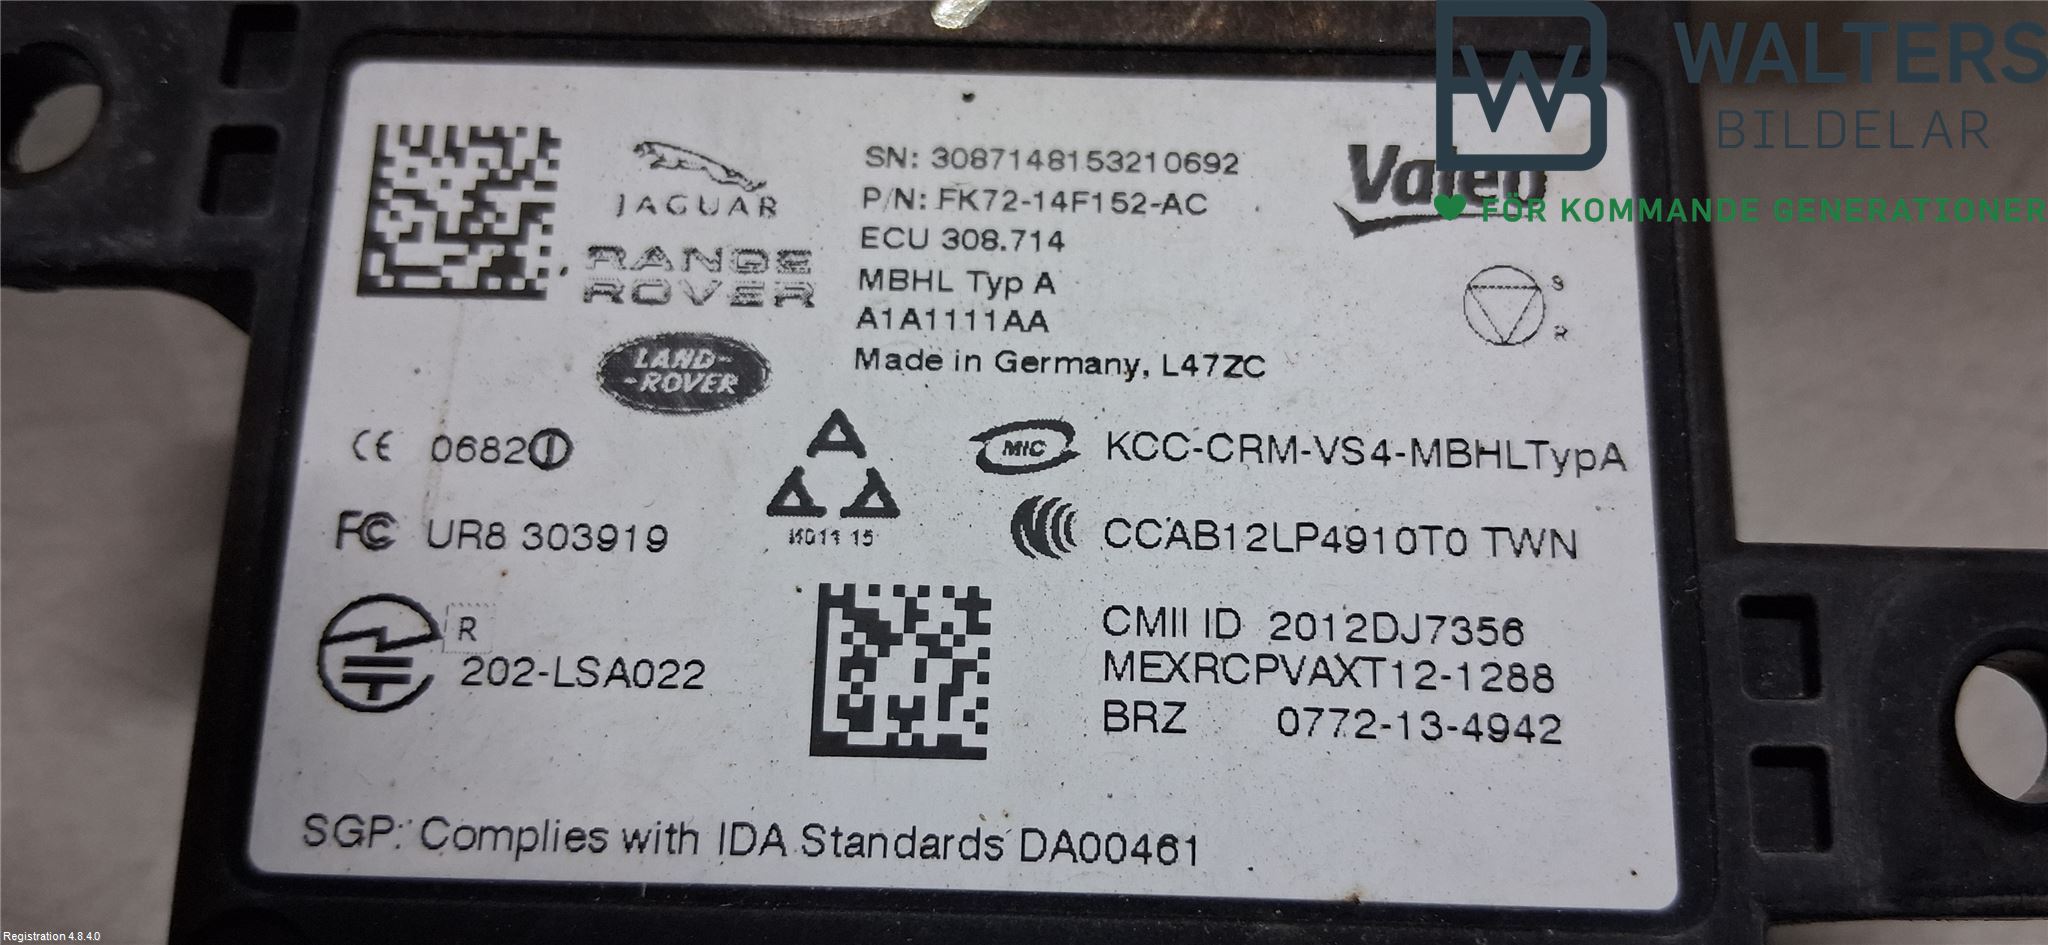 WALTERS
BILDELAR
FÖR KOMMANDE GENERATIONER
JAGUAR
RANGE
ROVER
LAND-
-ROVER
SN: 3087148153210692
P/N: FK72-14F152-AC
ECU 308.714
MBHL Typ A
A1A1111AA
Made in Germany, L47ZC
Valeo
S
R
CE 0682
MIC KCC-CRM-VS4-MBHLTypA
FC UR8 303919
CCAB12LP4910T0 TWN
R
202-LSA022
CMII ID 2012DJ7356
MEXRCPVAXT12-1288
BRZ 0772-13-4942
SGP: Complies with IDA Standards DA00461
Registration 4.8.4.0